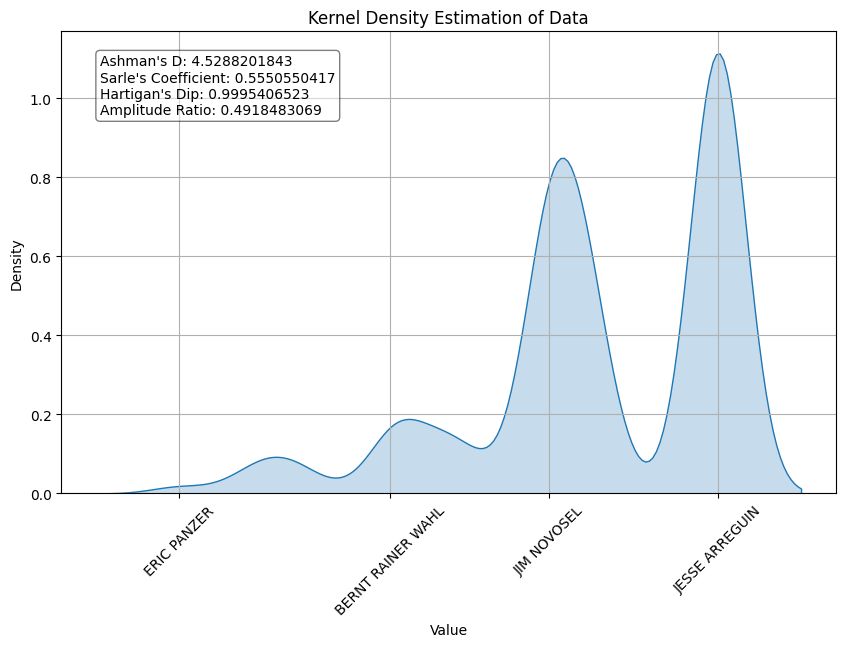 Kernel Density Estimation of Data
Ashman's D: 4.5288201843
Sarle's Coefficient: 0.5550550417
Hartigan's Dip: 0.9995406523
Amplitude Ratio: 0.4918483069
Density
1.0
0.8
0.6
0.4
0.2
0.0
ERIC PANZER
BERNT RAINER WAHL
JIM NOVOSEL
JESSE ARREGUIN
Value